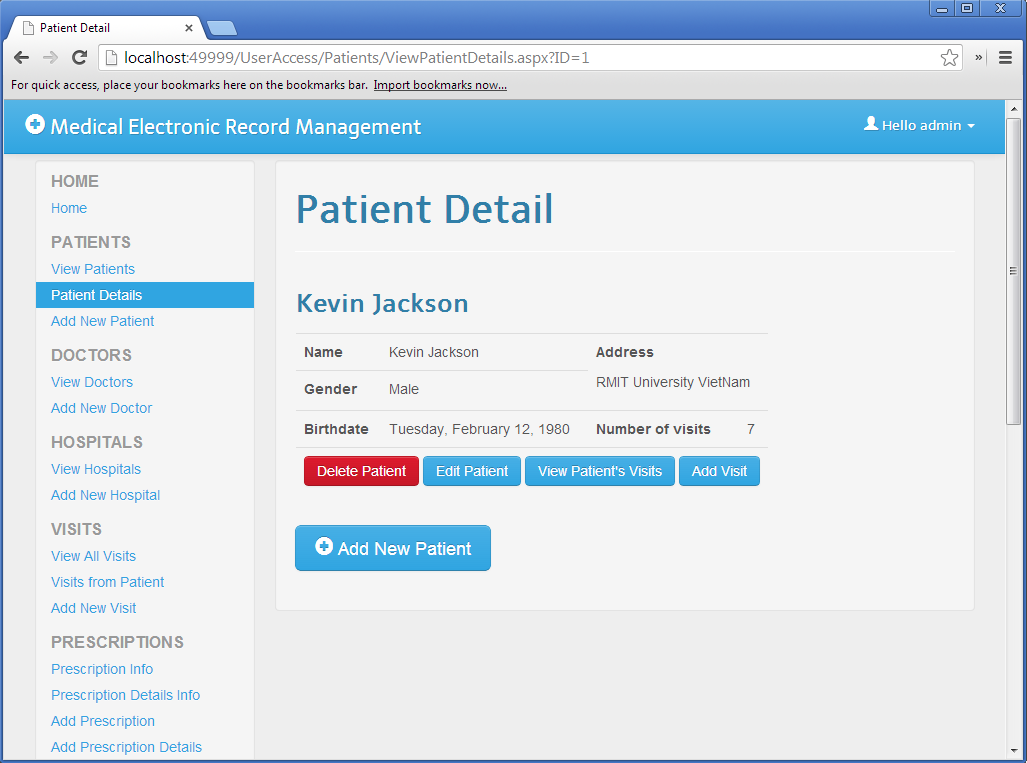 Patient Detail
localhost:49999/UserAccess/Patients/ViewPatientDetails.aspx?ID=1
For quick access, place your bookmarks here on the bookmarks bar. Import bookmarks now...
Medical Electronic Record Management
Hello admin
HOME
Home
PATIENTS
View Patients
Patient Details
Add New Patient
DOCTORS
View Doctors
Add New Doctor
HOSPITALS
View Hospitals
Add New Hospital
VISITS
View All Visits
Visits from Patient
Add New Visit
PRESCRIPTIONS
Prescription Info
Prescription Details Info
Add Prescription
Add Prescription Details
Patient Detail
Kevin Jackson
Name Kevin Jackson Address
Gender Male RMIT University VietNam
Birthdate Tuesday, February 12, 1980 Number of visits 7
Delete Patient Edit Patient View Patient's Visits Add Visit
Add New Patient